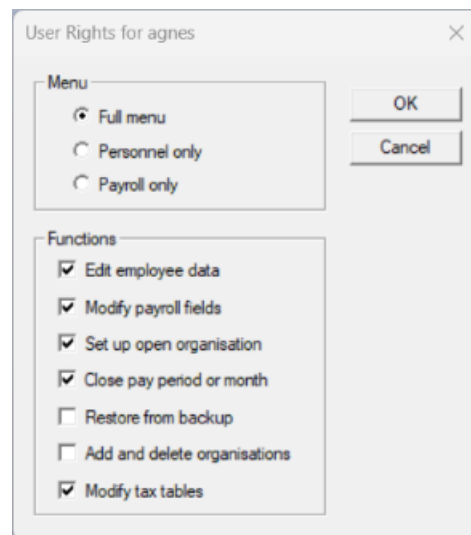 User Rights for agnes
Menu
Full menu
Personnel only
Payroll only
OK
Cancel
Functions
Edit employee data
Modify payroll fields
Set up open organisation
Close pay period or month
Restore from backup
Add and delete organisations
Modify tax tables